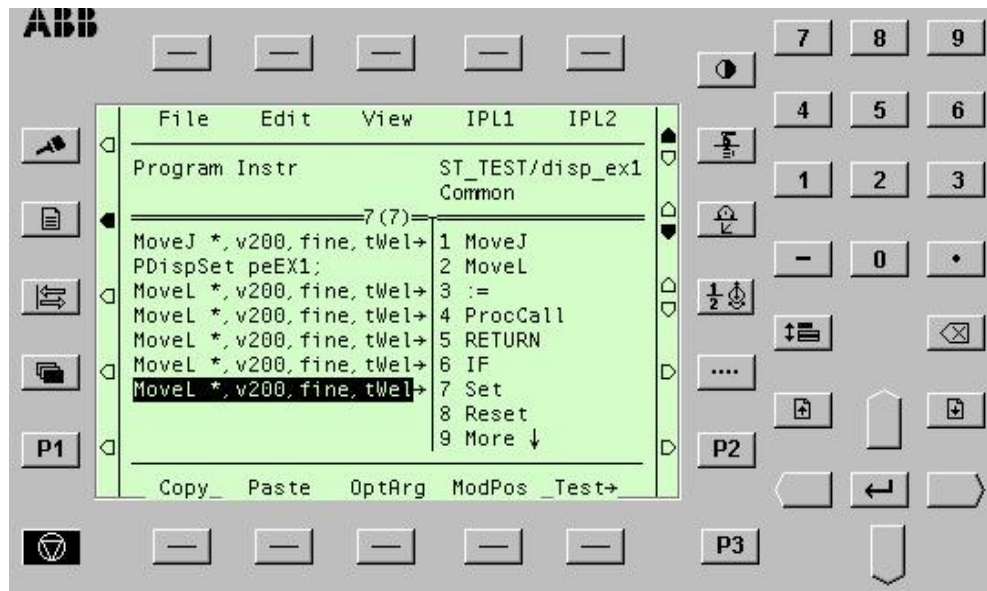 ABB
7 8 9
4 5 6
1 2 3
- 0 •
File Edit View IPL1 IPL2
Program Instr ST_TEST/disp_ex1
Common
7(7)
MoveJ *,v200,fine,tWel→ 1 MoveJ
PDispSet peEX1; 2 MoveL
MoveL *,v200,fine,tWel→ 3 :=
MoveL *,v200,fine,tWel→ 4 ProcCall
MoveL *,v200,fine,tWel→ 5 RETURN
MoveL *,v200,fine,tWel→ 6 IF
MoveL *,v200,fine,tWel→ 7 Set
8 Reset
9 More ↓
Copy Paste OptArg ModPos Test→
1/2
P1
P2
P3